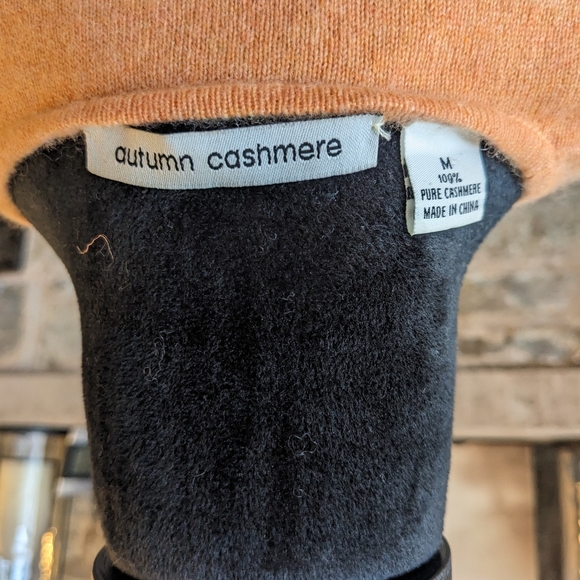 autumn cashmere
M
100%
PURE CASHMERE
MADE IN CHINA